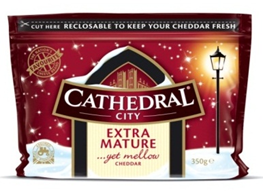 CUT HERE RECLOSABLE TO KEEP YOUR CHEDDAR FRESH
CATHEDRAL
CITY
EXTRA
MATURE
...yet mellow
CHEDDAR
350g